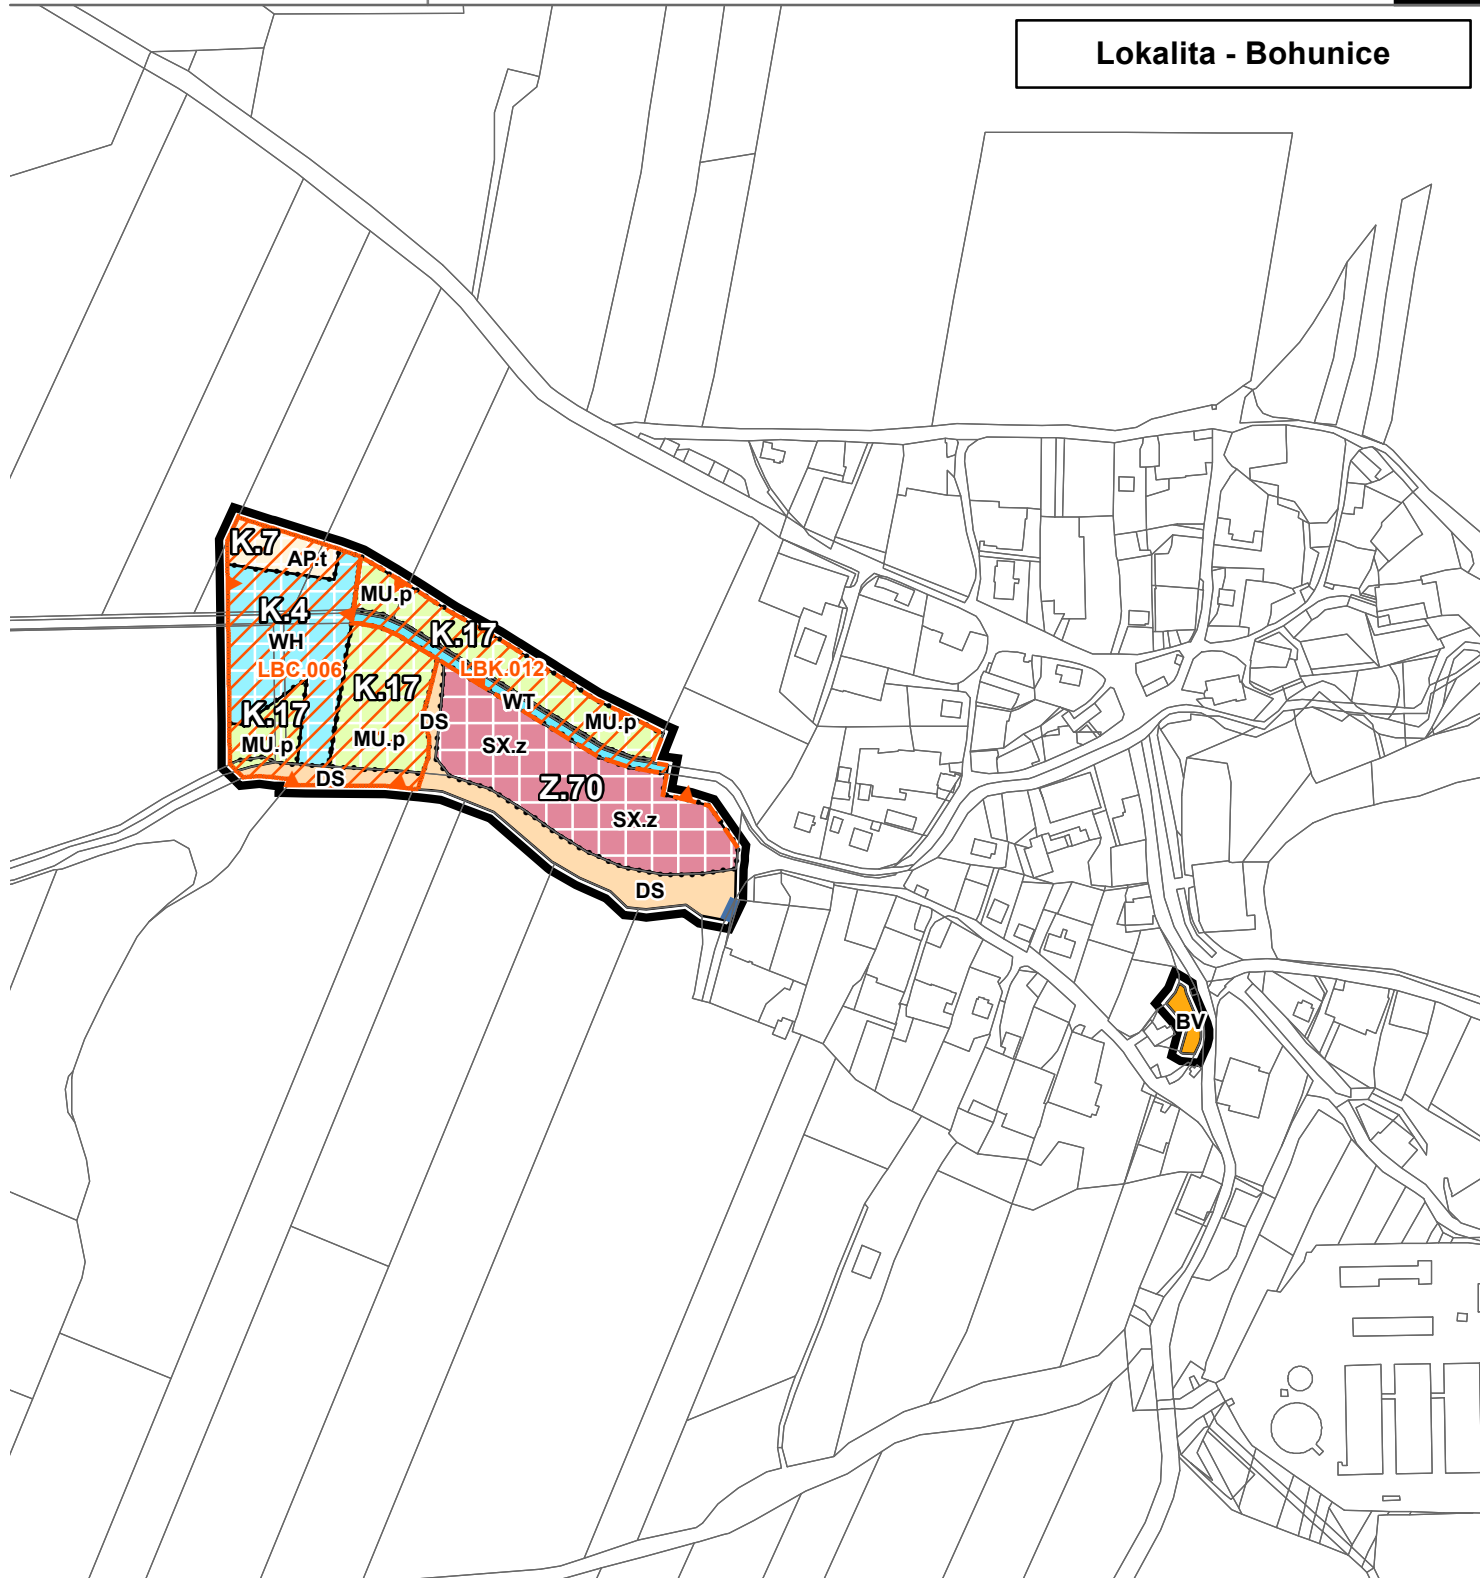 Lokalita - Bohunice
K.7
AP.t
MU.p
K.4
WH
K.17
LBC.006
LBK.012
K.17
WT
K.17
DS
MU.p
MU.p
MU.p
SX.z
DS
Z.70
SX.z
DS
BV